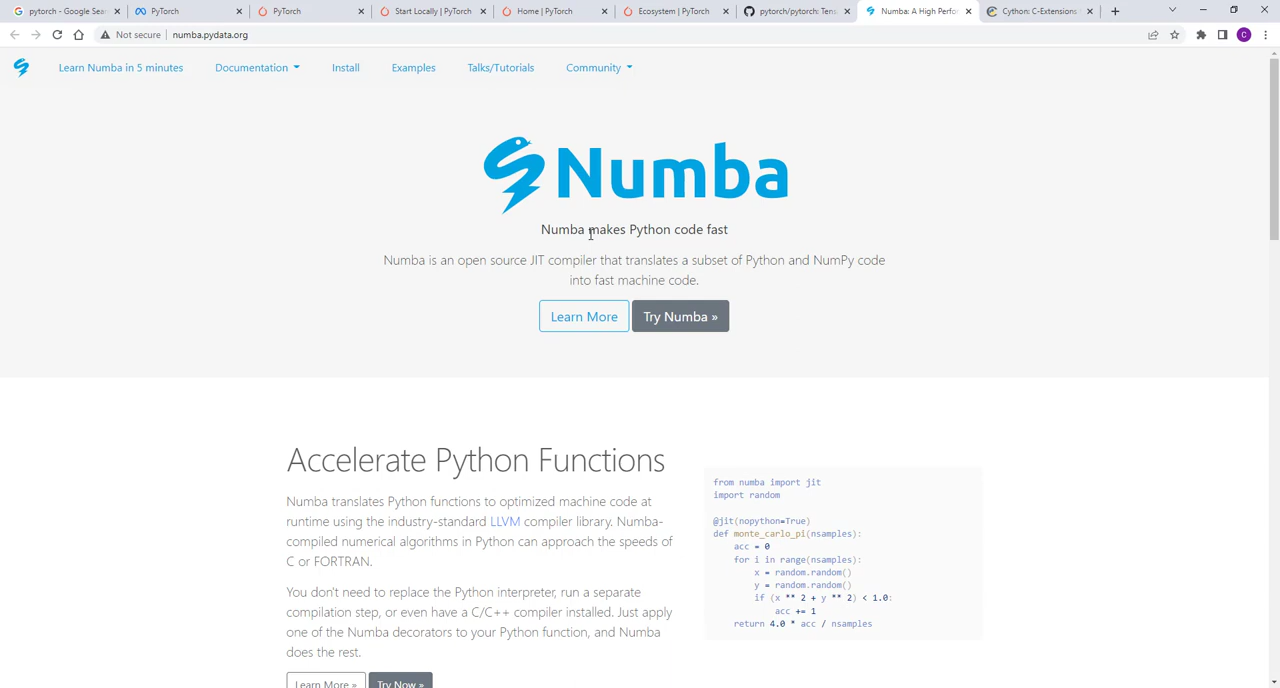 pytorch - Google Sear
PyTorch
PyTorch
Start Locally | PyTorch
Home | PyTorch
Ecosystem | PyTorch
pytorch/pytorch: Tens
Numba: A High Perfo
Cython: C-Extensions
Not secure | numba.pydata.org
C
Learn Numba in 5 minutes Documentation Install Examples Talks/Tutorials Community
Numba
Numba makes Python code fast
Numba is an open source JIT compiler that translates a subset of Python and NumPy code
into fast machine code.
Learn More Try Numba »
Accelerate Python Functions
Numba translates Python functions to optimized machine code at
runtime using the industry-standard LLVM compiler library. Numba-
compiled numerical algorithms in Python can approach the speeds of
C or FORTRAN.
You don't need to replace the Python interpreter, run a separate
compilation step, or even have a C/C++ compiler installed. Just apply
one of the Numba decorators to your Python function, and Numba
does the rest.
Learn More » Try Now »
from numba import jit
import random
@jit(nopython=True)
def monte_carlo_pi(nsamples):
acc = 0
for i in range(nsamples):
x = random.random()
y = random.random()
if (x ** 2 + y ** 2) < 1.0:
acc += 1
return 4.0 * acc / nsamples